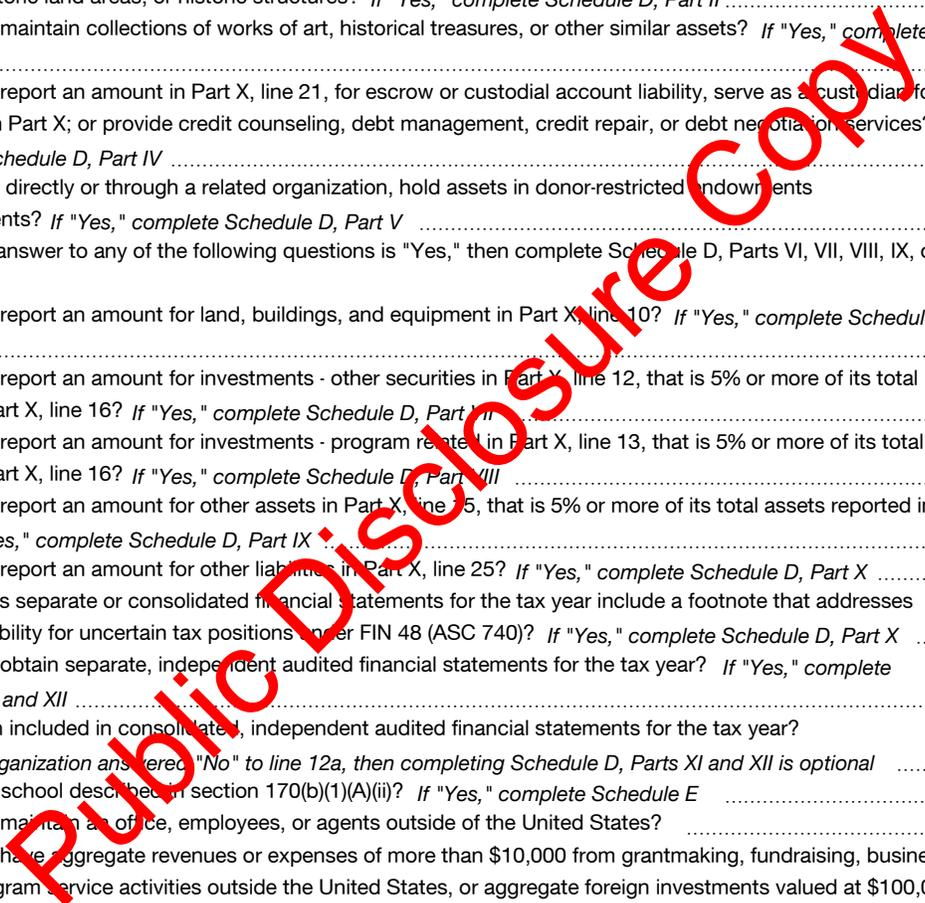 toric land areas, or historic structures? If "Yes," complete Schedule D, Part II
maintain collections of works of art, historical treasures, or other similar assets? If "Yes," complete
report an amount in Part X, line 21, for escrow or custodial account liability, serve as a custodian fo
Part X; or provide credit counseling, debt management, credit repair, or debt negotiation services?
chedule D, Part IV
directly or through a related organization, hold assets in donor-restricted endowments
ents? If "Yes," complete Schedule D, Part V
answer to any of the following questions is "Yes," then complete Schedule D, Parts VI, VII, VIII, IX, o
report an amount for land, buildings, and equipment in Part X, line 10? If "Yes," complete Schedul
report an amount for investments - other securities in Part X, line 12, that is 5% or more of its total
art X, line 16? If "Yes," complete Schedule D, Part VII
report an amount for investments - program related in Part X, line 13, that is 5% or more of its total
art X, line 16? If "Yes," complete Schedule D, Part VIII
report an amount for other assets in Part X, line 15, that is 5% or more of its total assets reported in
es," complete Schedule D, Part IX
report an amount for other liabilities in Part X, line 25? If "Yes," complete Schedule D, Part X
s separate or consolidated financial statements for the tax year include a footnote that addresses
bility for uncertain tax positions under FIN 48 (ASC 740)? If "Yes," complete Schedule D, Part X
obtain separate, independent audited financial statements for the tax year? If "Yes," complete
and XII
n included in consolidated, independent audited financial statements for the tax year?
ganization answered "No" to line 12a, then completing Schedule D, Parts XI and XII is optional
school described in section 170(b)(1)(A)(ii)? If "Yes," complete Schedule E
maintain an office, employees, or agents outside of the United States?
have aggregate revenues or expenses of more than $10,000 from grantmaking, fundraising, busine
gram service activities outside the United States, or aggregate foreign investments valued at $100,0
Public Disclosure Copy